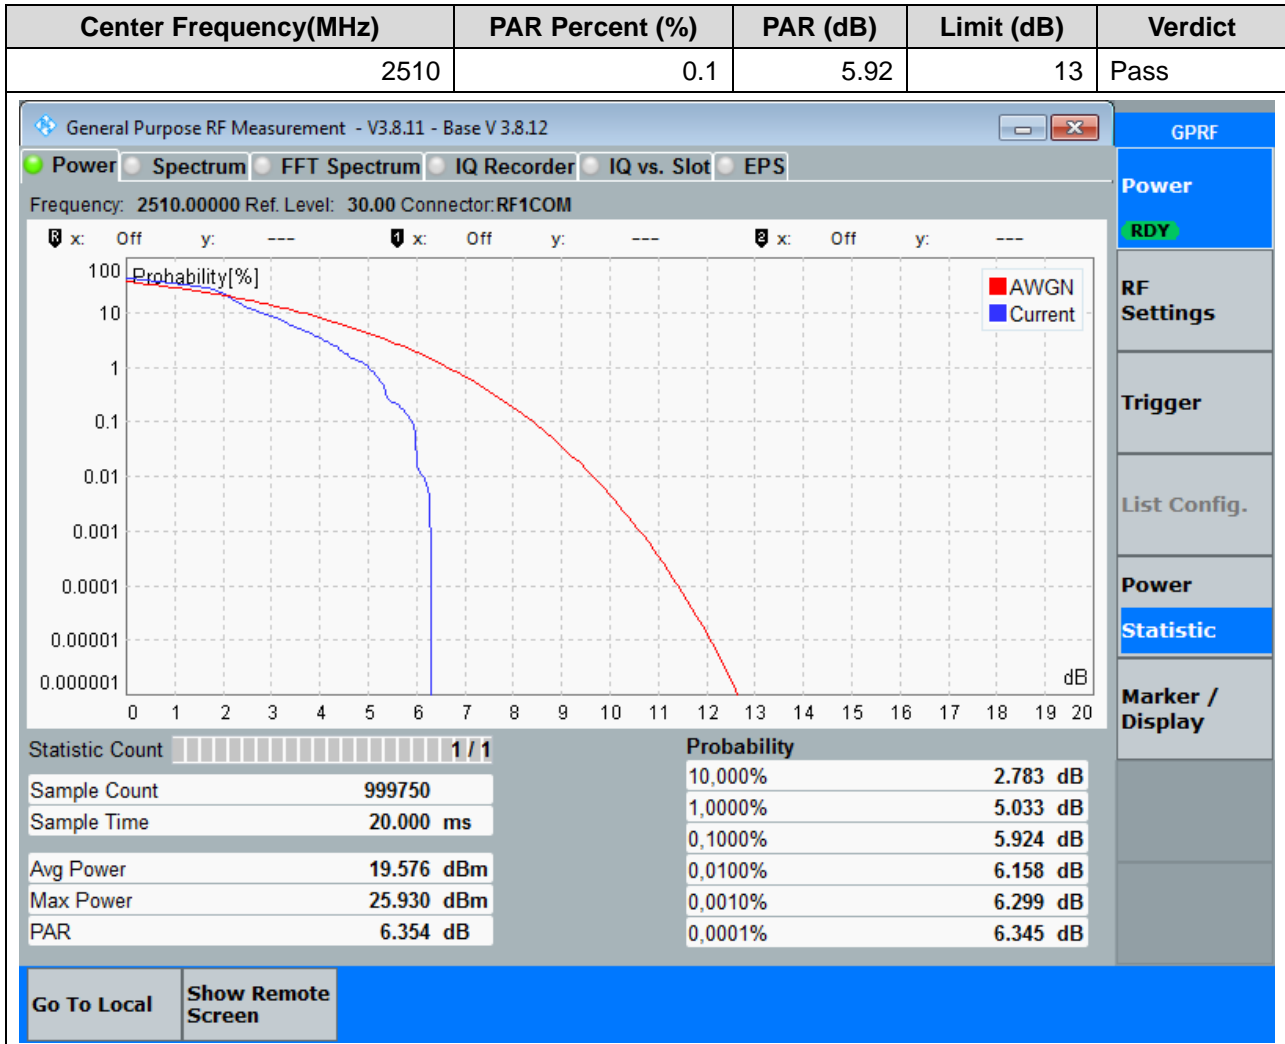 Center Frequency(MHz) PAR Percent (%) PAR (dB) Limit (dB) Verdict
2510 0.1 5.92 13 Pass
General Purpose RF Measurement - V3.8.11 - Base V 3.8.12
GPRF
Power Spectrum FFT Spectrum IQ Recorder IQ vs. Slot EPS
Power
RDY
Frequency: 2510.00000 Ref. Level: 30.00 Connector:RF1COM
R x: Off y: --- 1 x: Off y: --- 2 x: Off y: ---
Probability[%]
AWGN
Current
100
10
1
0.1
0.01
0.001
0.0001
0.00001
0.000001
dB
0 1 2 3 4 5 6 7 8 9 10 11 12 13 14 15 16 17 18 19 20
RF
Settings
Trigger
List Config.
Power
Statistic
Marker /
Display
Statistic Count 1 / 1
Sample Count 999750
Sample Time 20.000 ms
Avg Power 19.576 dBm
Max Power 25.930 dBm
PAR 6.354 dB
Probability
10,000% 2.783 dB
1,0000% 5.033 dB
0,1000% 5.924 dB
0,0100% 6.158 dB
0,0010% 6.299 dB
0,0001% 6.345 dB
Go To Local
Show Remote
Screen